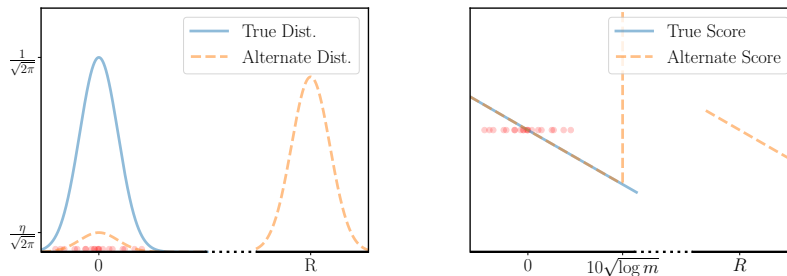 True Dist.
Alternate Dist.
1/√2π
η/√2π
0
R
True Score
Alternate Score
0
10√log m
R